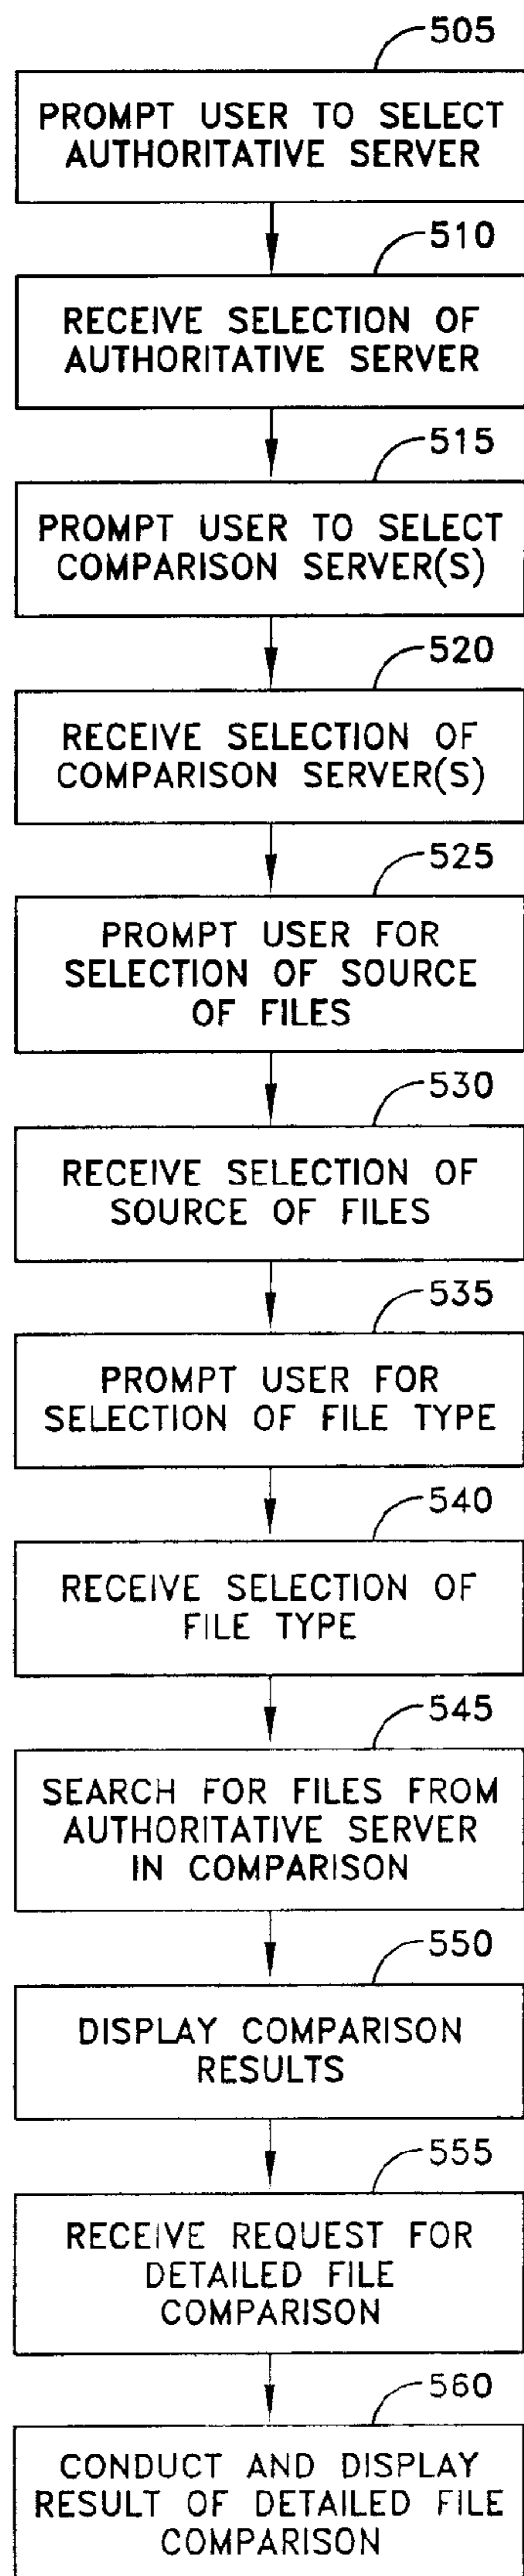 505
PROMPT USER TO SELECT
AUTHORITATIVE SERVER
510
RECEIVE SELECTION OF
AUTHORITATIVE SERVER
515
PROMPT USER TO SELECT
COMPARISON SERVER(S)
520
RECEIVE SELECTION OF
COMPARISON SERVER(S)
525
PROMPT USER FOR
SELECTION OF SOURCE
OF FILES
530
RECEIVE SELECTION OF
SOURCE OF FILES
535
PROMPT USER FOR
SELECTION OF FILE TYPE
540
RECEIVE SELECTION OF
FILE TYPE
545
SEARCH FOR FILES FROM
AUTHORITATIVE SERVER
IN COMPARISON
550
DISPLAY COMPARISON
RESULTS
555
RECEIVE REQUEST FOR
DETAILED FILE
COMPARISON
560
CONDUCT AND DISPLAY
RESULT OF DETAILED FILE
COMPARISON